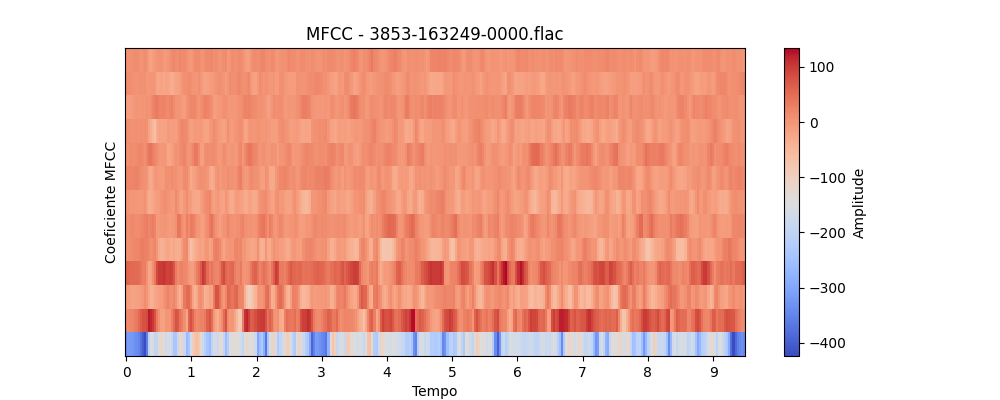 MFCC - 3853-163249-0000.flac
Coeficiente MFCC
0 1 2 3 4 5 6 7 8 9
Tempo
100
0
−100
−200
−300
−400
Amplitude